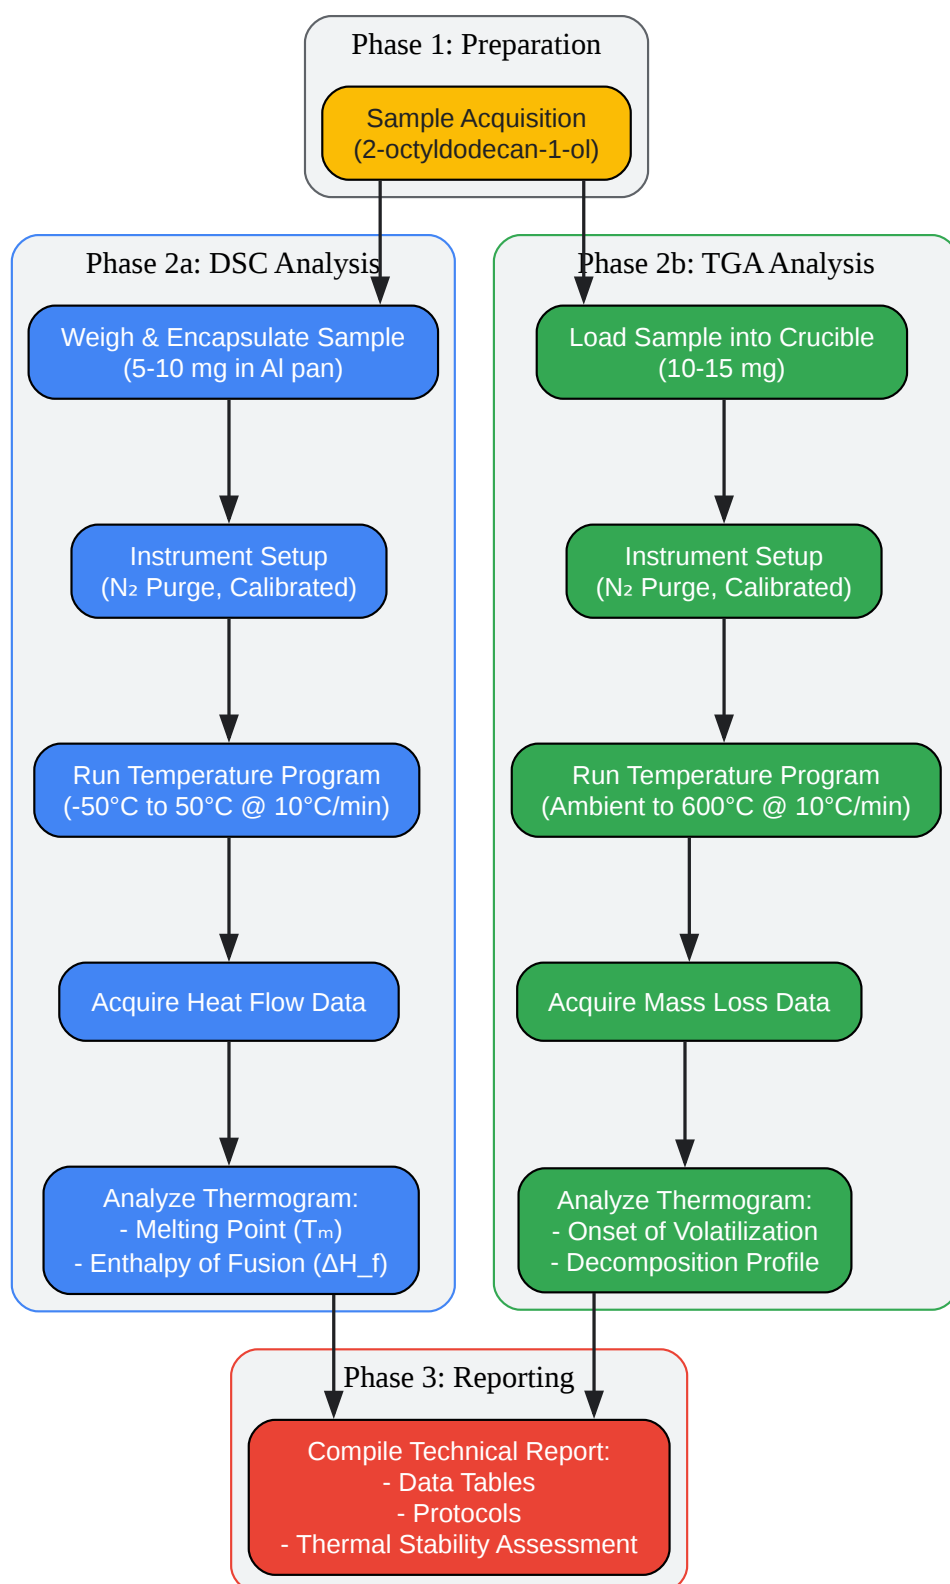 Phase 1: Preparation
Sample Acquisition
(2-octyldodecan-1-ol)
Phase 2a: DSC Analysis
Weigh & Encapsulate Sample
(5-10 mg in Al pan)
Instrument Setup
(N₂ Purge, Calibrated)
Run Temperature Program
(-50°C to 50°C @ 10°C/min)
Acquire Heat Flow Data
Analyze Thermogram:
- Melting Point (Tₘ)
- Enthalpy of Fusion (ΔH_f)
Phase 2b: TGA Analysis
Load Sample into Crucible
(10-15 mg)
Instrument Setup
(N₂ Purge, Calibrated)
Run Temperature Program
(Ambient to 600°C @ 10°C/min)
Acquire Mass Loss Data
Analyze Thermogram:
- Onset of Volatilization
- Decomposition Profile
Phase 3: Reporting
Compile Technical Report:
- Data Tables
- Protocols
- Thermal Stability Assessment